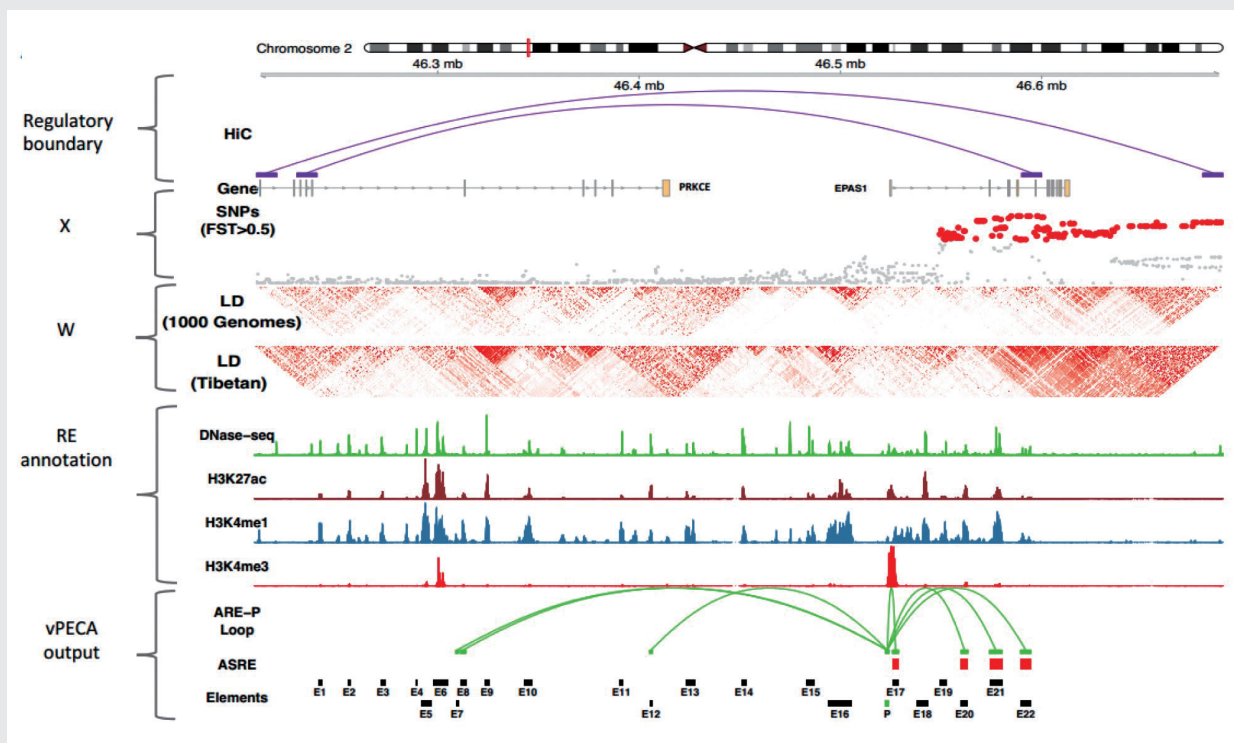 Chromosome 2
46.3 mb
46.5 mb
46.4 mb
46.6 mb
Regulatory
boundary
HiC
Gene
PRKCE
EPAS1
X
SNPs
(FST>0.5)
W
LD
(1000 Genomes)
LD
(Tibetan)
RE
annotation
DNase-seq
H3K27ac
H3K4me1
H3K4me3
vPECA
output
ARE-P
Loop
ASRE
Elements
E1 E2 E3 E4 E6 E8 E9 E10 E11 E13 E14 E15 E17 E19 E21
E5 E7 E12 E16 P E18 E20 E22